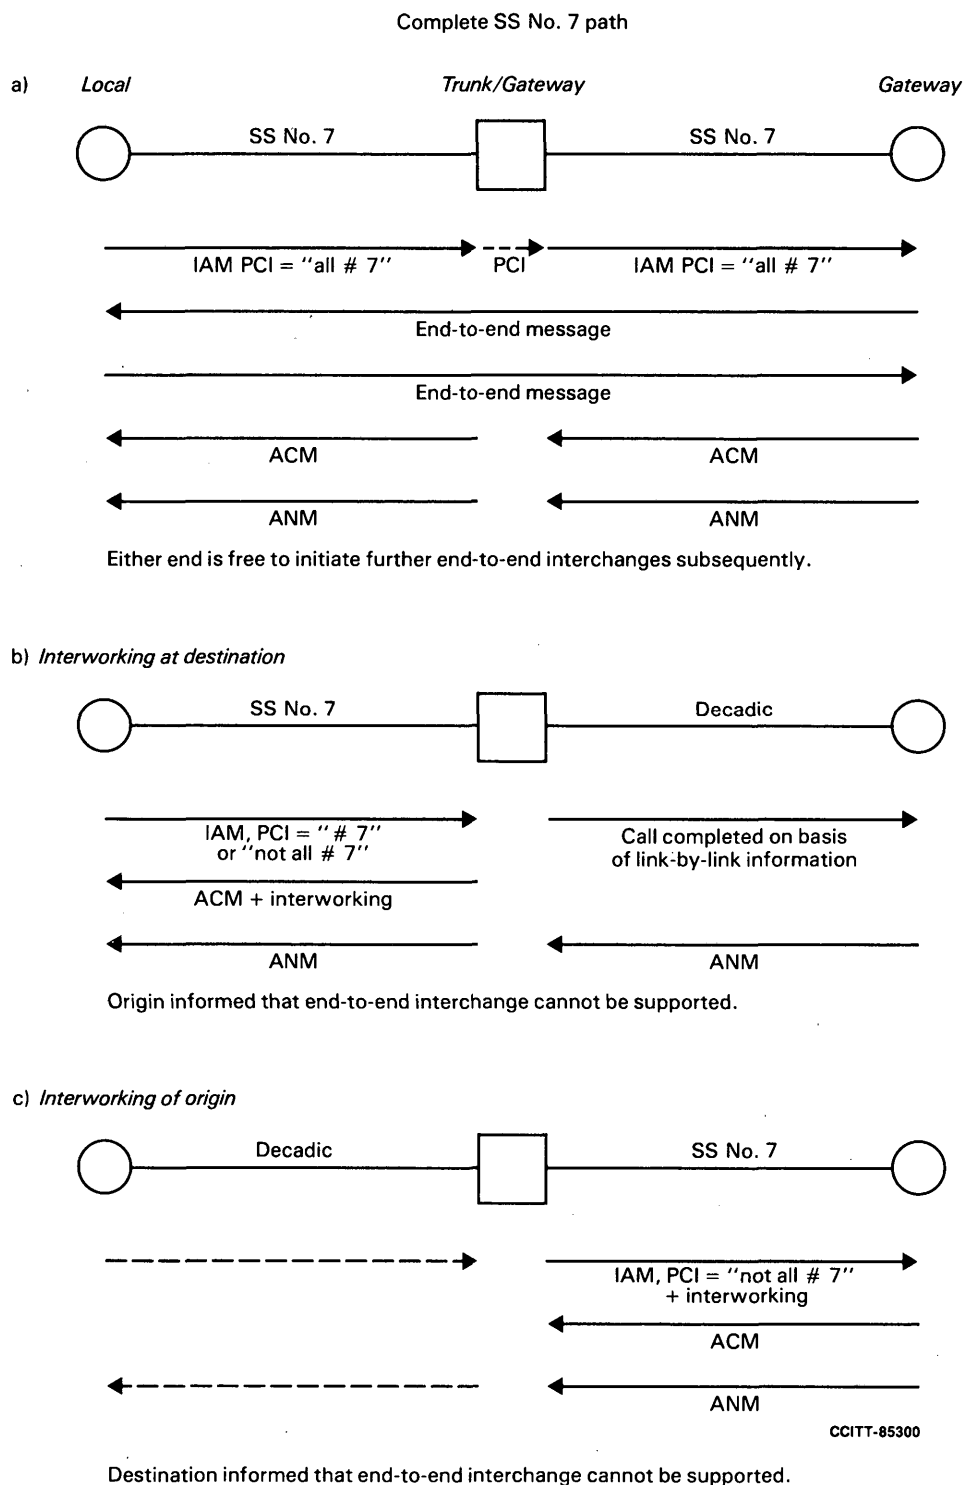 Complete SS No. 7 path
a) Local Trunk/Gateway Gateway
SS No. 7 SS No. 7
IAM PCI = "all # 7" PCI IAM PCI = "all # 7"
End-to-end message
End-to-end message
ACM ACM
ANM ANM
Either end is free to initiate further end-to-end interchanges subsequently.
b) Interworking at destination
SS No. 7 Decadic
IAM, PCI = "# 7"
or "not all # 7"
Call completed on basis
of link-by-link information
ACM + interworking
ANM ANM
Origin informed that end-to-end interchange cannot be supported.
c) Interworking of origin
Decadic SS No. 7
IAM, PCI = "not all # 7"
+ interworking
ACM
ANM
CCITT-85300
Destination informed that end-to-end interchange cannot be supported.